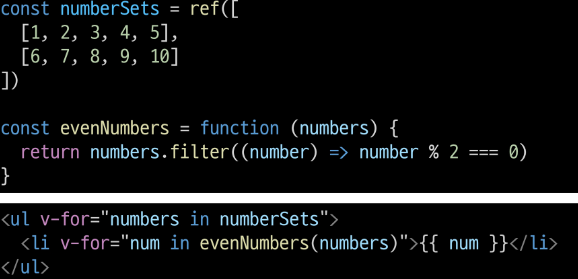 const numberSets = ref([
  [1, 2, 3, 4, 5],
  [6, 7, 8, 9, 10]
])
const evenNumbers = function (numbers) {
  return numbers.filter((number) => number % 2 === 0)
}
<ul v-for="numbers in numberSets">
  <li v-for="num in evenNumbers(numbers)">{{ num }}</li>
</ul>